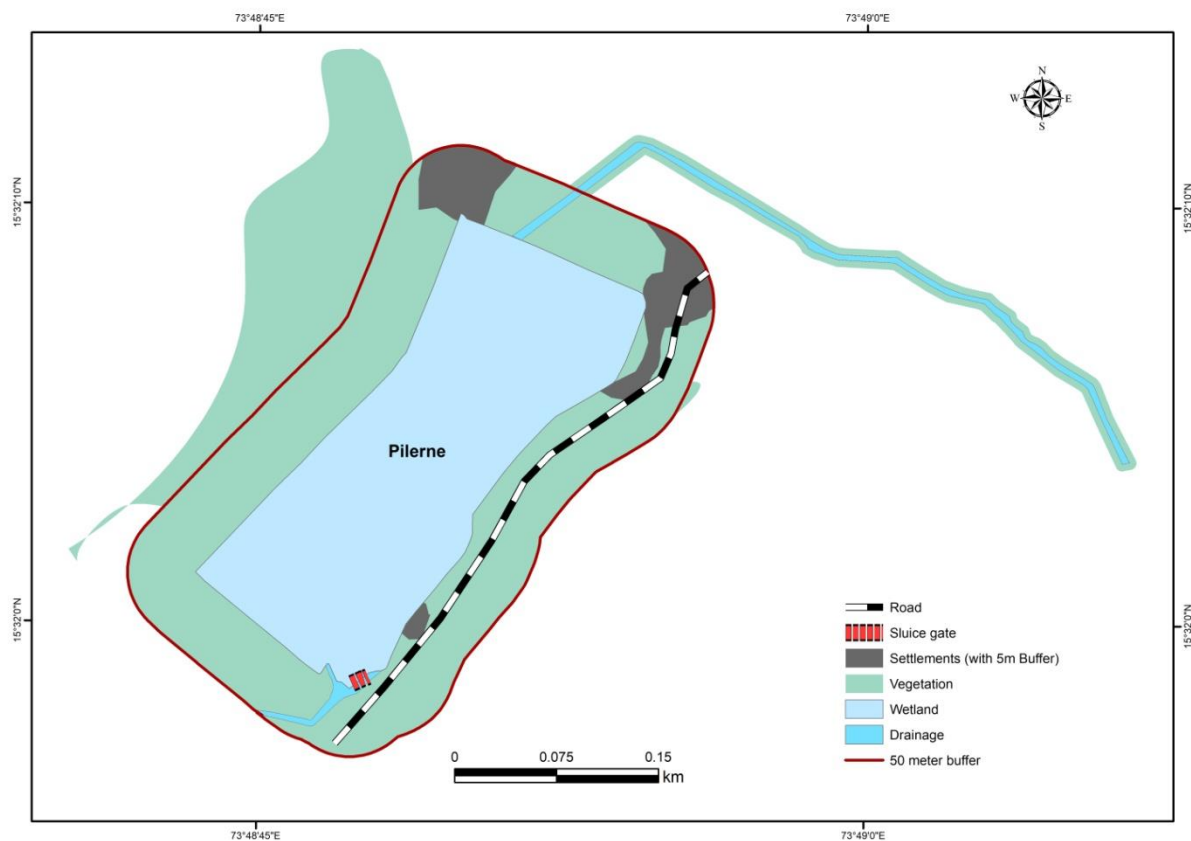 73°48'45"E
73°49'0"E
N
W E
S
15°32'10"N
15°32'10"N
Pilerne
15°32'0"N
15°32'0"N
Road
Sluice gate
Settlements (with 5m Buffer)
Vegetation
Wetland
Drainage
50 meter buffer
0 0.075 0.15
km
73°48'45"E
73°49'0"E